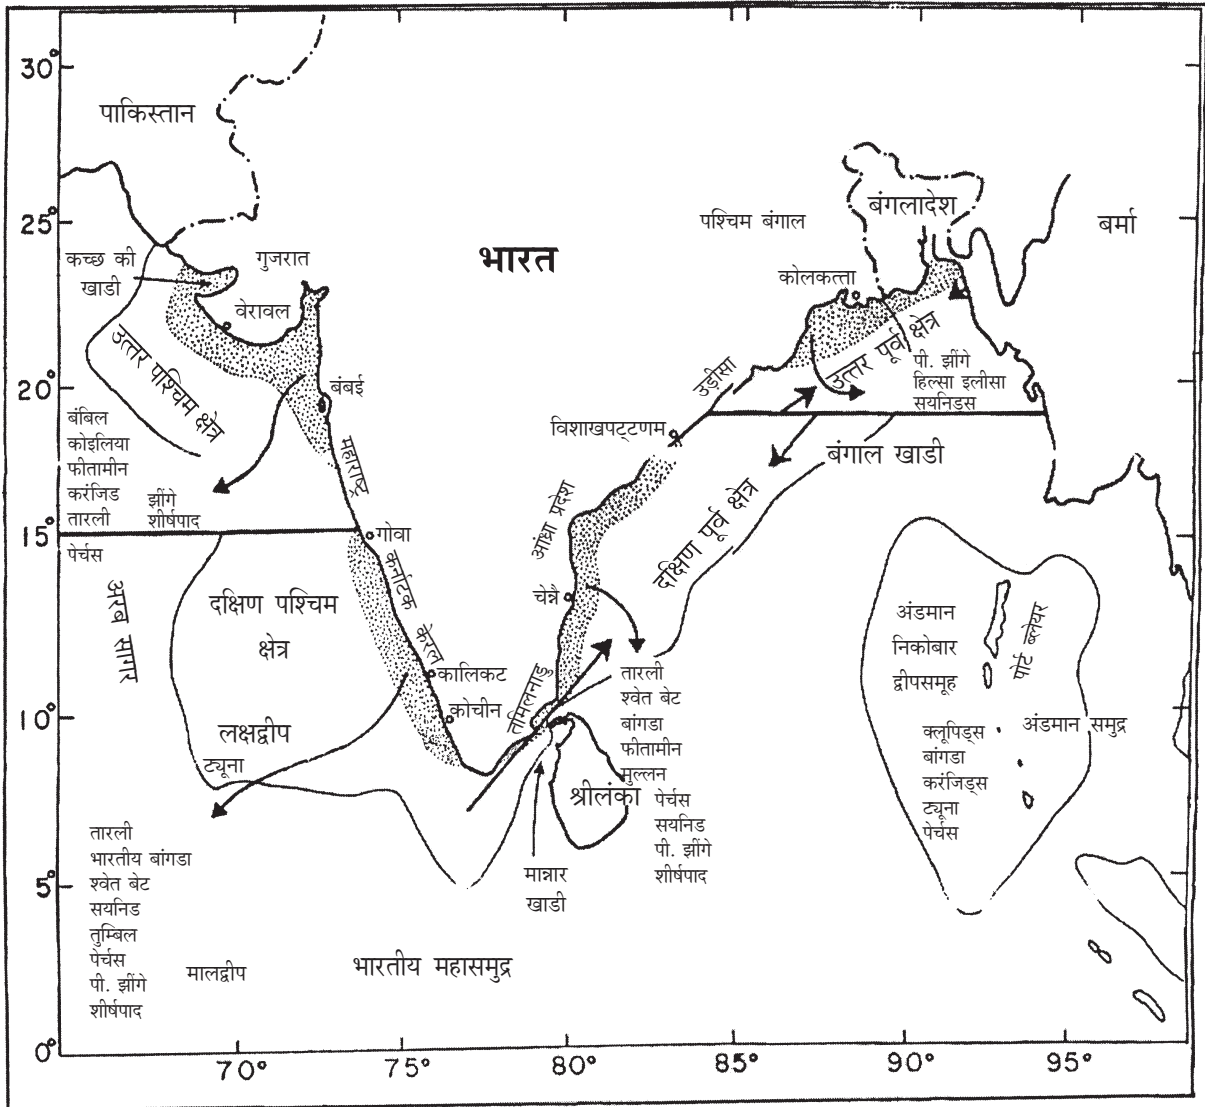 30°
पाकिस्तान
25°
पश्चिम बंगाल
बंगलादेश
बर्मा
भारत
कच्छ की
खाडी
गुजरात
कोलकत्ता
वेरावल
उत्तर पश्चिम क्षेत्र
उत्तर पूर्व क्षेत्र
पी. झींगे
हिल्सा इलीसा
सयनिड्स
20°
बंबई
उड़ीसा
बंबिल
कोइलिया
फीतामीन
करंजिड
तारली
झींगे
शीर्षपाद
महाराष्ट्र
विशाखपट्टणम
बंगाल खाडी
आंध्रा प्रदेश
दक्षिण पूर्व क्षेत्र
15°
गोवा
पेर्चस
अरब सागर
दक्षिण पश्चिम
क्षेत्र
कर्नाटक
केरल
चेन्नै
अंडमान
निकोबार
द्वीपसमूह
पोर्ट ब्लेयर
कालिकट
कोचीन
तमिलनाडु
10°
लक्षद्वीप
ट्यूना
तारली
श्वेत बेट
बांगडा
फीतामीन
मुल्लन
पेर्चस
सयनिड
पी. झींगे
शीर्षपाद
श्रीलंका
अंडमान समुद्र
क्लूपिड्स
बांगडा
करंजिड्स
ट्यूना
पेर्चस
तारली
भारतीय बांगडा
श्वेत बेट
सयनिड
तुम्बिल
पेर्चस
पी. झींगे
शीर्षपाद
5°
मान्नार
खाडी
मालद्वीप
भारतीय महासमुद्र
0°
70° 75° 80° 85° 90° 95°